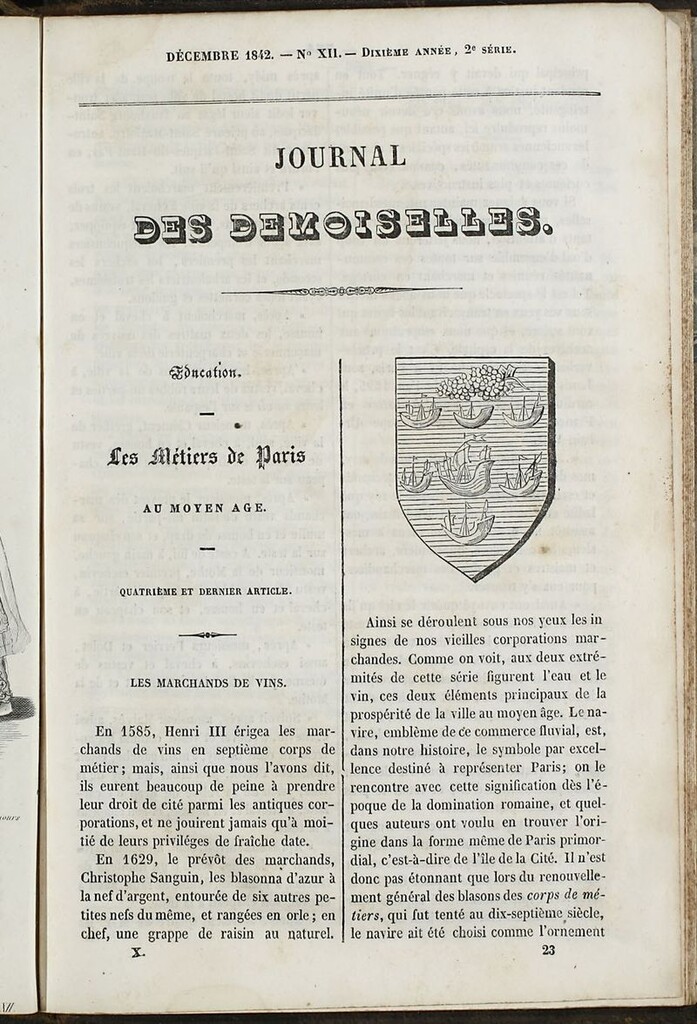 DÉCEMBRE 1842. — No XII. — DIXIÈME ANNÉE, 2e SÉRIE.
JOURNAL
DES DEMOISELLES.
Éducation.
Les Métiers de Paris
AU MOYEN AGE.
QUATRIÈME ET DERNIER ARTICLE.
LES MARCHANDS DE VINS.
En 1585, Henri III érigea les mar-
chands de vins en septième corps de
métier; mais, ainsi que nous l'avons dit,
ils eurent beaucoup de peine à prendre
leur droit de cité parmi les antiques cor-
porations, et ne jouirent jamais qu'à moi-
tié de leurs priviléges de fraîche date.
En 1629, le prévôt des marchands,
Christophe Sanguin, les blasonna d'azur à
la nef d'argent, entourée de six autres pe-
tites nefs du même, et rangées en orle; en
chef, une grappe de raisin au naturel.
X.
Ainsi se déroulent sous nos yeux les in
signes de nos vieilles corporations mar-
chandes. Comme on voit, aux deux extré-
mités de cette série figurent l'eau et le
vin, ces deux éléments principaux de la
prospérité de la ville au moyen âge. Le na-
vire, emblème de ce commerce fluvial, est,
dans notre histoire, le symbole par excel-
lence destiné à représenter Paris; on le
rencontre avec cette signification dès l'é-
poque de la domination romaine, et quel-
ques auteurs ont voulu en trouver l'ori-
gine dans la forme même de Paris primor-
dial, c'est-à-dire de l'île de la Cité. Il n'est
donc pas étonnant que lors du renouvelle-
ment général des blasons des corps de mé-
tiers, qui fut tenté au dix-septième siècle,
le navire ait été choisi comme l'ornement
23